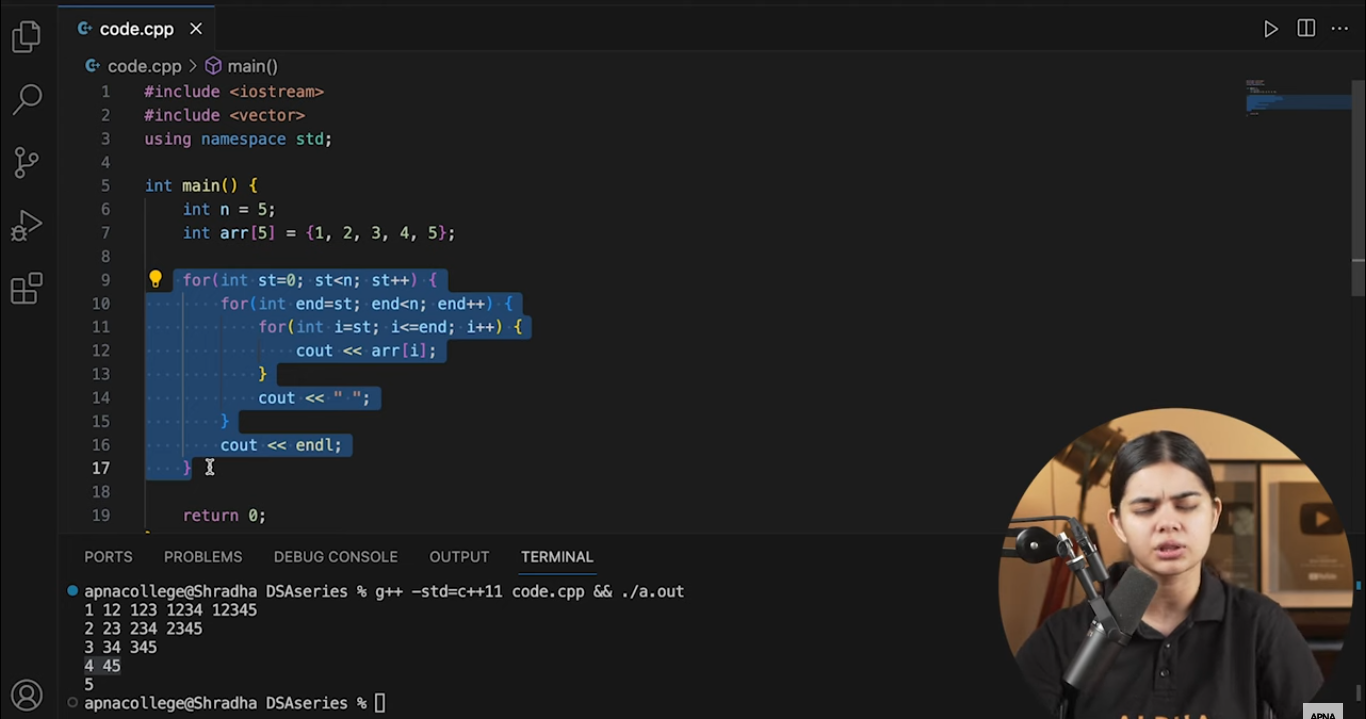 code.cpp
code.cpp > main()
1 #include <iostream>
2 #include <vector>
3 using namespace std;
4
5 int main() {
6 int n = 5;
7 int arr[5] = {1, 2, 3, 4, 5};
8
9 for(int st=0; st<n; st++) {
10 for(int end=st; end<n; end++) {
11 for(int i=st; i<=end; i++) {
12 cout << arr[i];
13 }
14 cout << " ";
15 }
16 cout << endl;
17 }
18
19 return 0;
PORTS PROBLEMS DEBUG CONSOLE OUTPUT TERMINAL
apnacollege@Shradha DSAseries % g++ -std=c++11 code.cpp && ./a.out
1 12 123 1234 12345
2 23 234 2345
3 34 345
4 45
5
apnacollege@Shradha DSAseries %
APNA